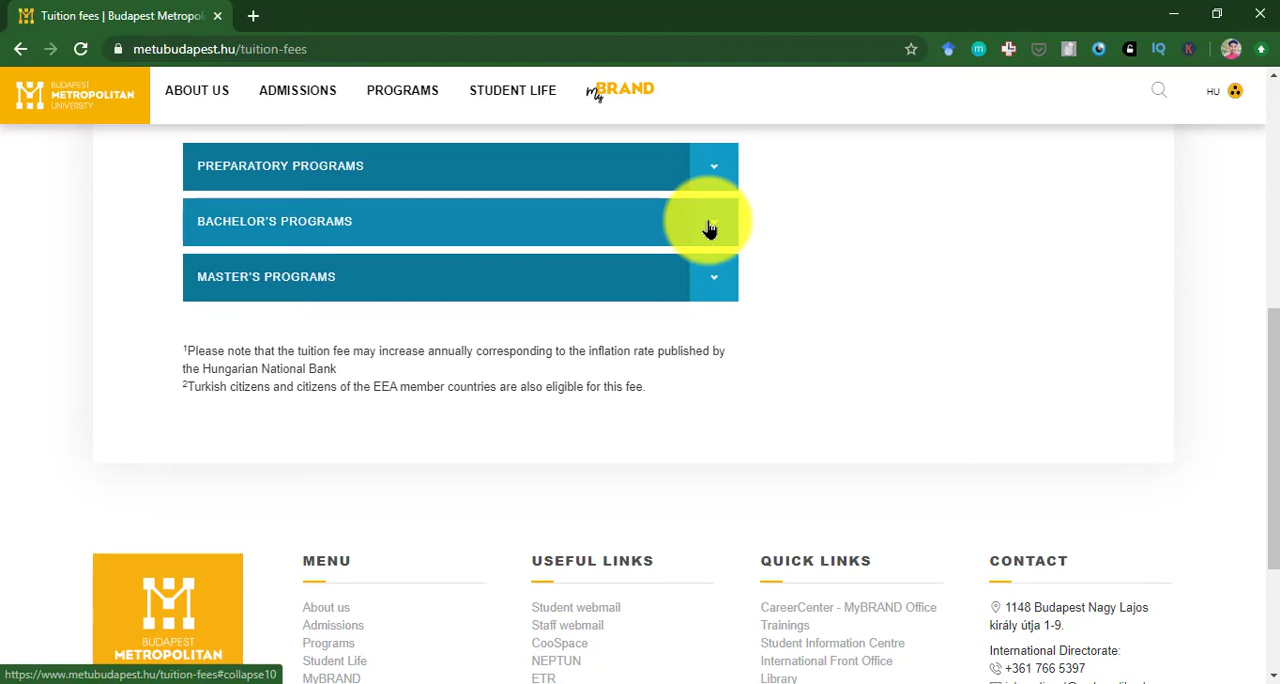 Tuition fees | Budapest Metropol
metubudapest.hu/tuition-fees
BUDAPEST
METROPOLITAN
UNIVERSITY
ABOUT US
ADMISSIONS
PROGRAMS
STUDENT LIFE
my BRAND
HU
PREPARATORY PROGRAMS
BACHELOR'S PROGRAMS
MASTER'S PROGRAMS
¹Please note that the tuition fee may increase annually corresponding to the inflation rate published by
the Hungarian National Bank
²Turkish citizens and citizens of the EEA member countries are also eligible for this fee.
BUDAPEST
METROPOLITAN
MENU
About us
Admissions
Programs
Student Life
MyBRAND
USEFUL LINKS
Student webmail
Staff webmail
CooSpace
NEPTUN
ETR
QUICK LINKS
CareerCenter - MyBRAND Office
Trainings
Student Information Centre
International Front Office
Library
CONTACT
1148 Budapest Nagy Lajos
király útja 1-9.
International Directorate:
+361 766 5397
https://www.metubudapest.hu/tuition-fees#collapse10